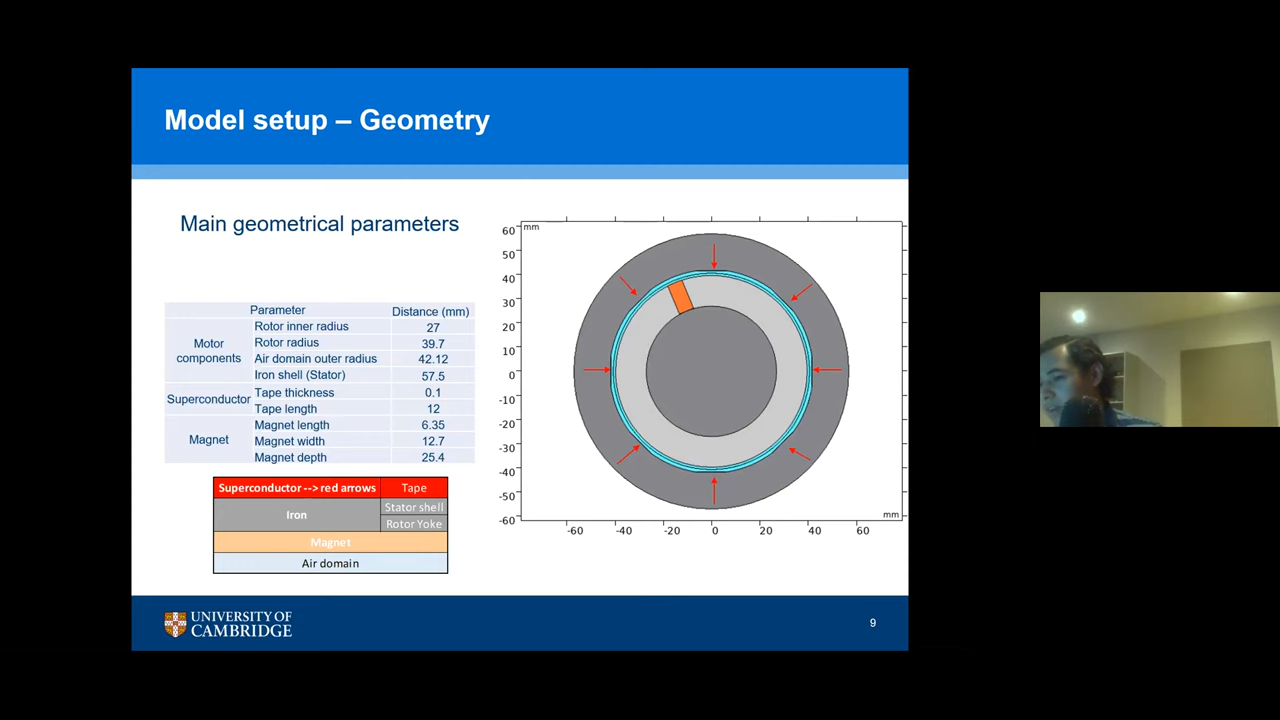 Model setup – Geometry
Main geometrical parameters
Parameter Distance (mm)
Motor components
Rotor inner radius 27
Rotor radius 39.7
Air domain outer radius 42.12
Iron shell (Stator) 57.5
Superconductor
Tape thickness 0.1
Tape length 12
Magnet
Magnet length 6.35
Magnet width 12.7
Magnet depth 25.4
Superconductor --> red arrows Tape
Iron
Stator shell
Rotor Yoke
Magnet
Air domain
mm
60
50
40
30
20
10
0
-10
-20
-30
-40
-50
-60
mm
-60 -40 -20 0 20 40 60
UNIVERSITY OF
CAMBRIDGE
9